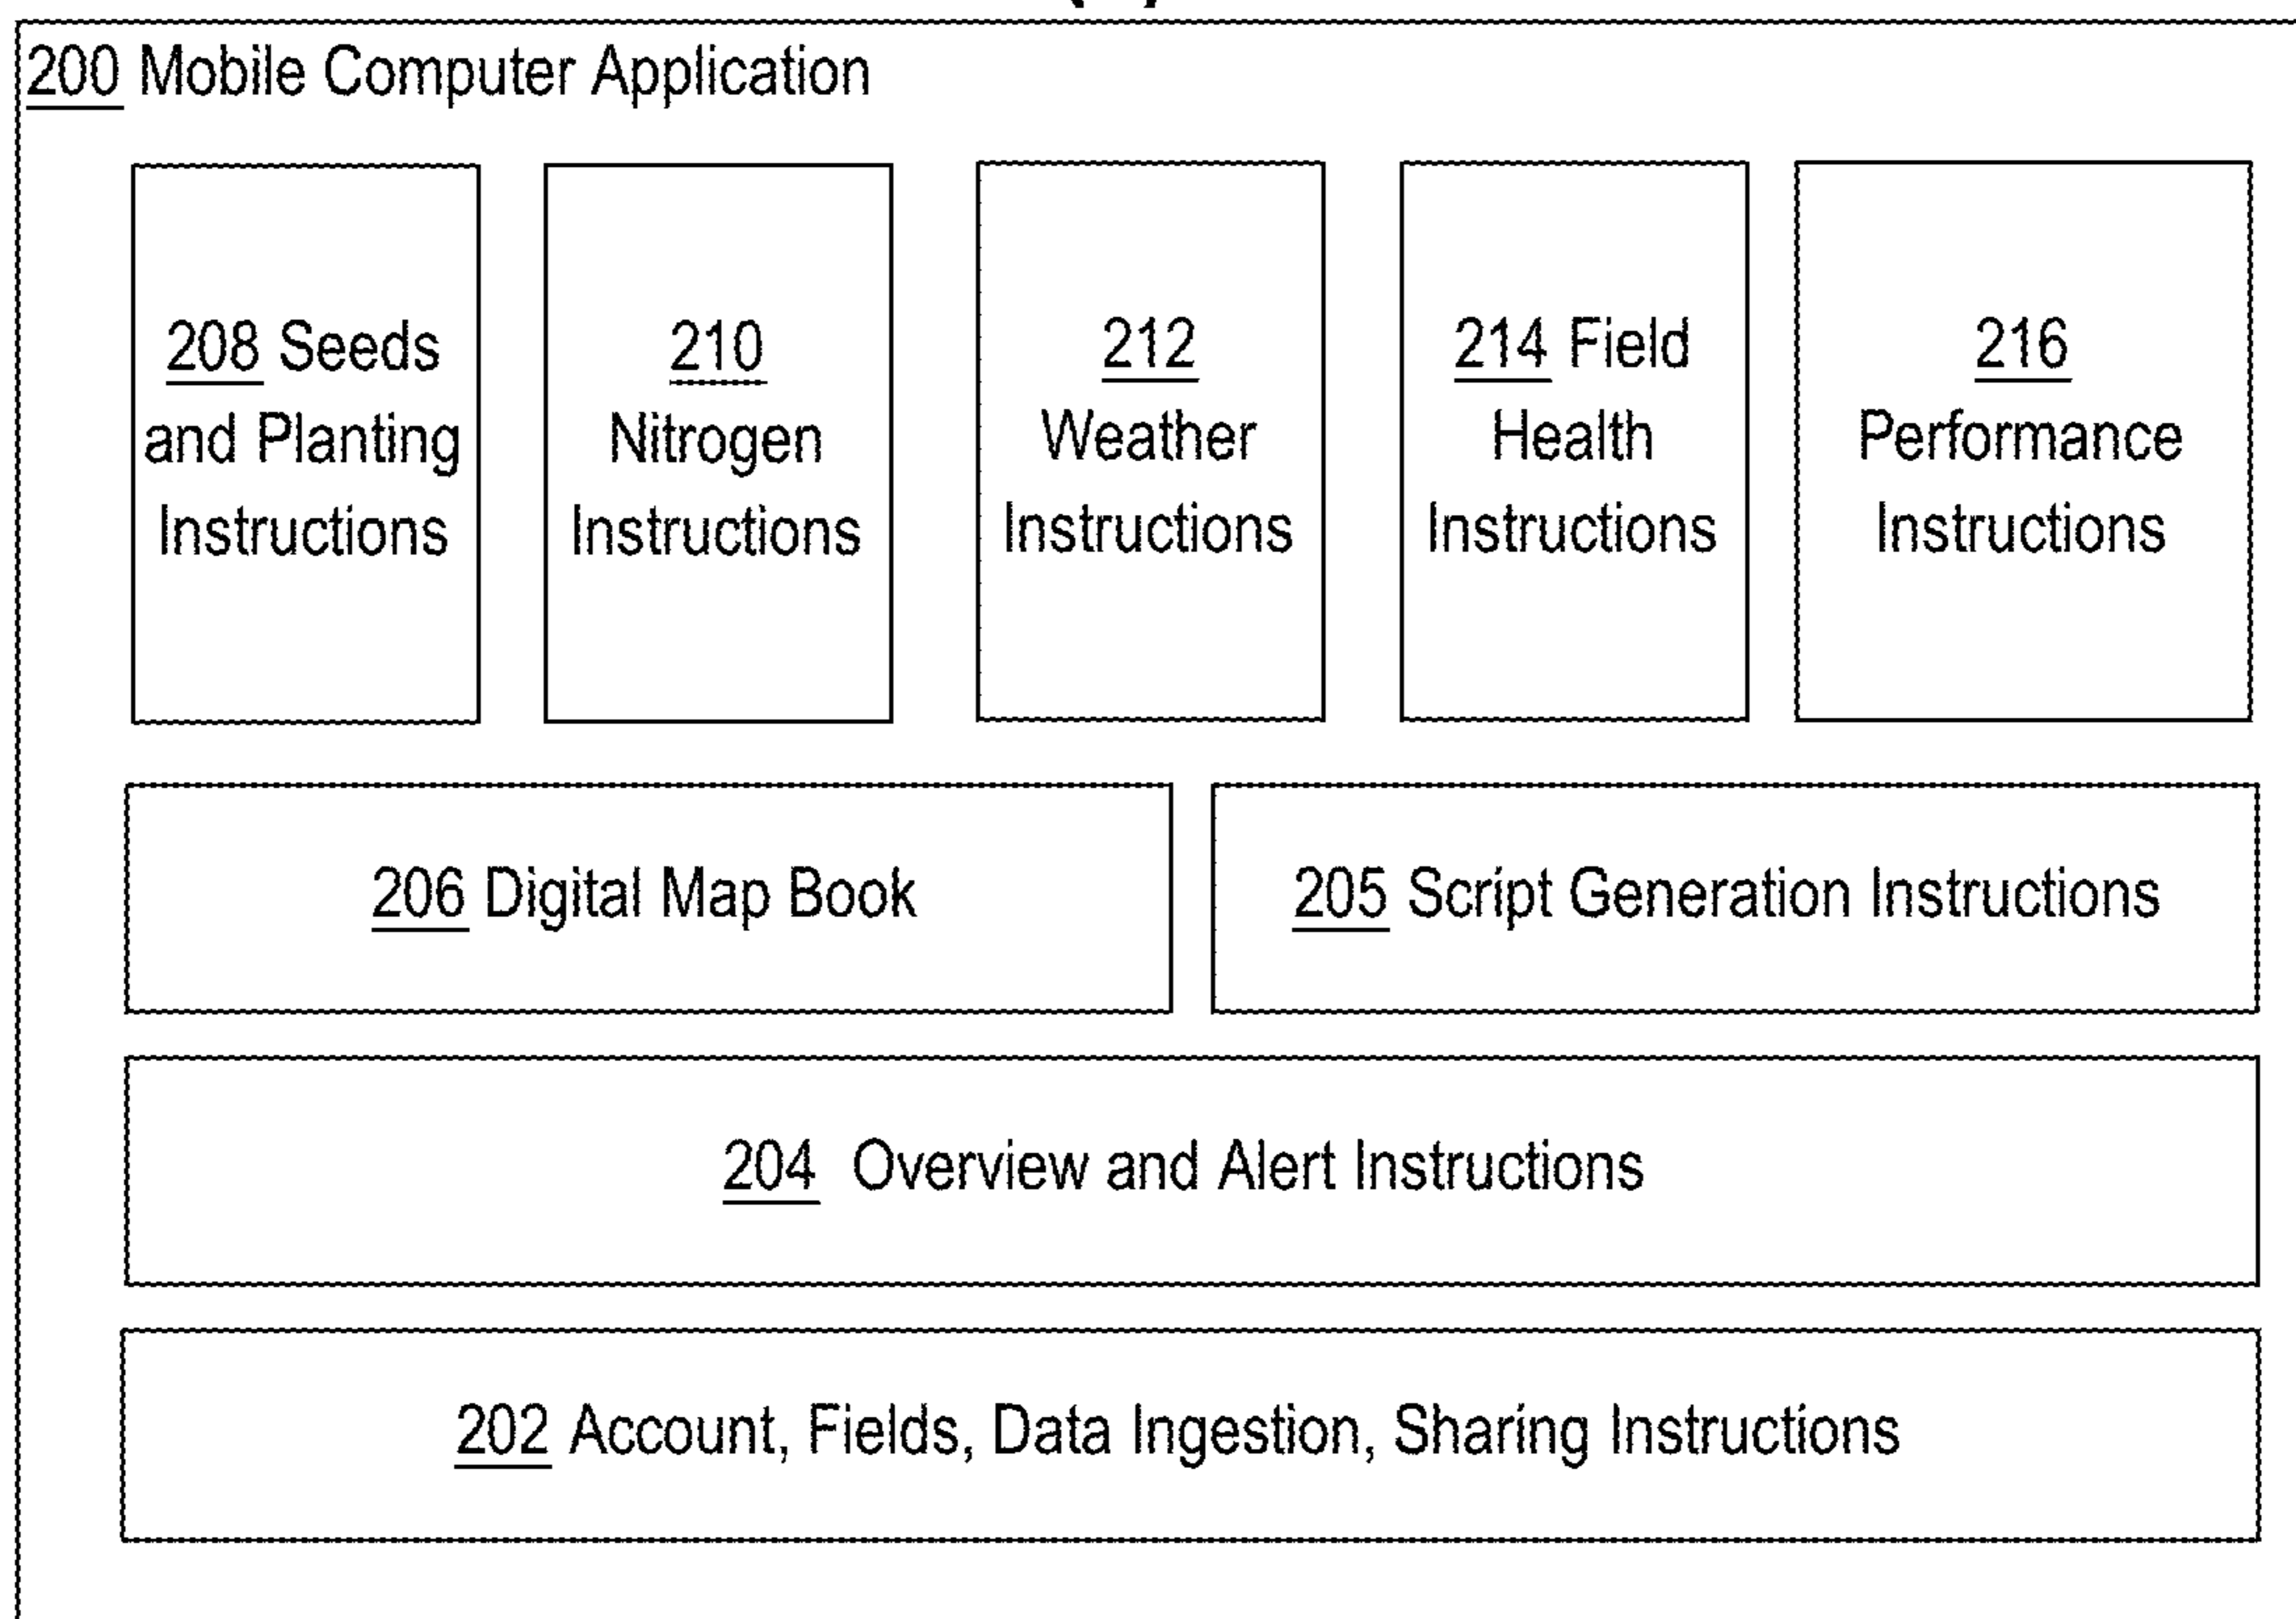 200 Mobile Computer Application
208 Seeds
and Planting
Instructions
210
Nitrogen
Instructions
212
Weather
Instructions
214 Field
Health
Instructions
216
Performance
Instructions
206 Digital Map Book
205 Script Generation Instructions
204 Overview and Alert Instructions
202 Account, Fields, Data Ingestion, Sharing Instructions